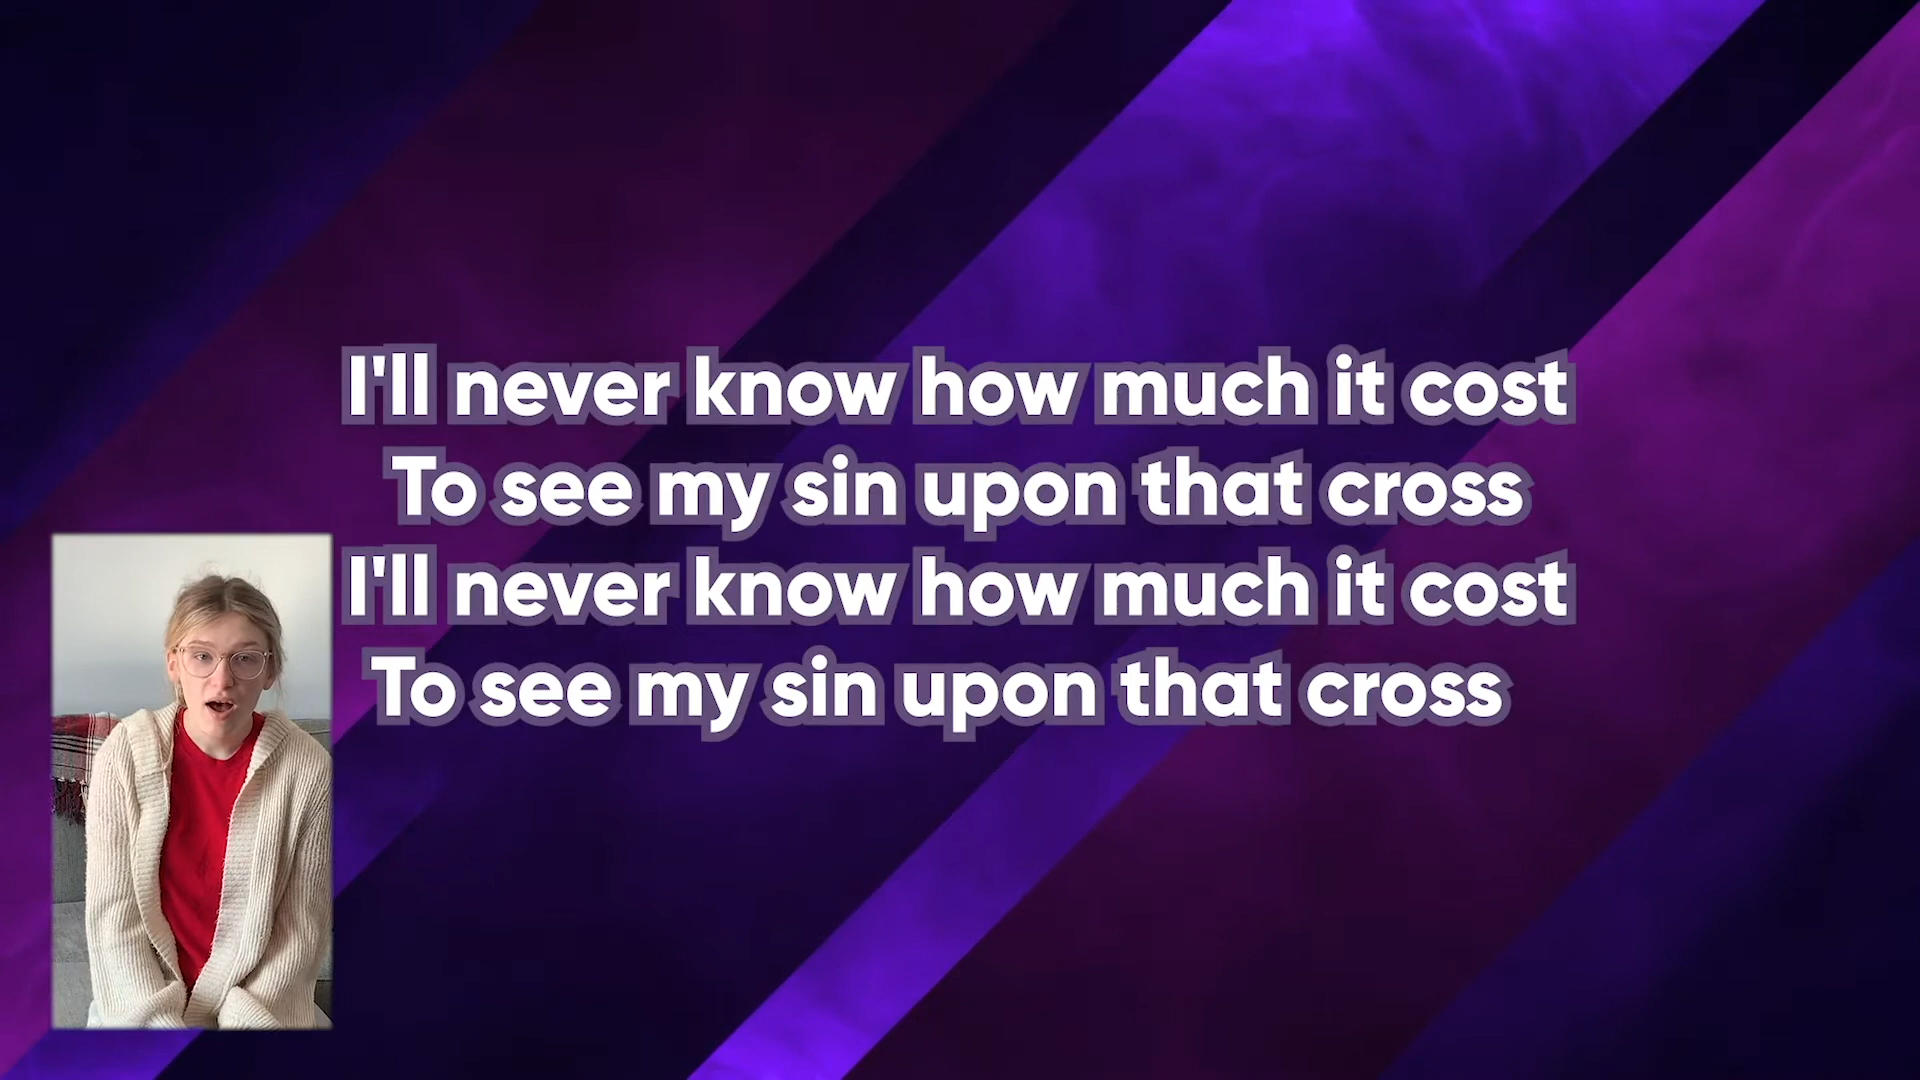 I'll never know how much it cost
To see my sin upon that cross
I'll never know how much it cost
To see my sin upon that cross